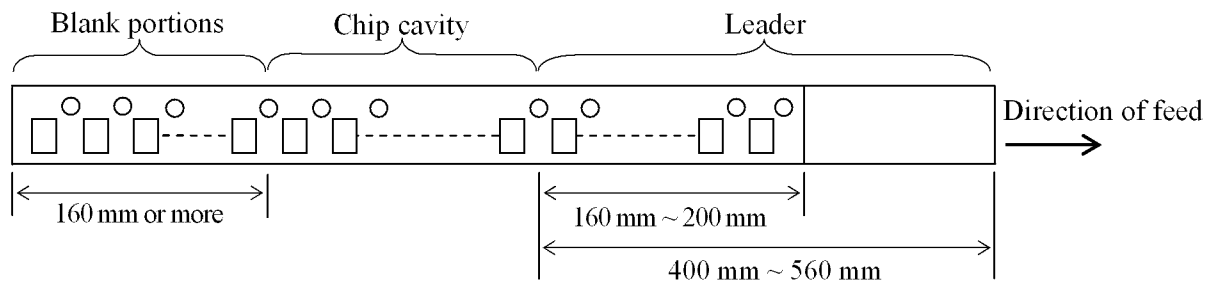 Blank portions
Chip cavity
Leader
Direction of feed
160 mm or more
160 mm ~ 200 mm
400 mm ~ 560 mm